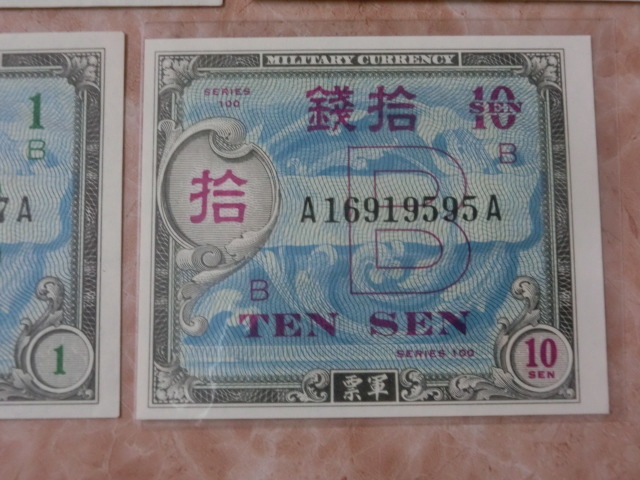 MILITARY CURRENCY
SERIES
100
錢拾
10
SEN
B
拾
B
A16919595A
B
TEN SEN
SERIES 100
10
SEN
票軍
1
B
7A
1